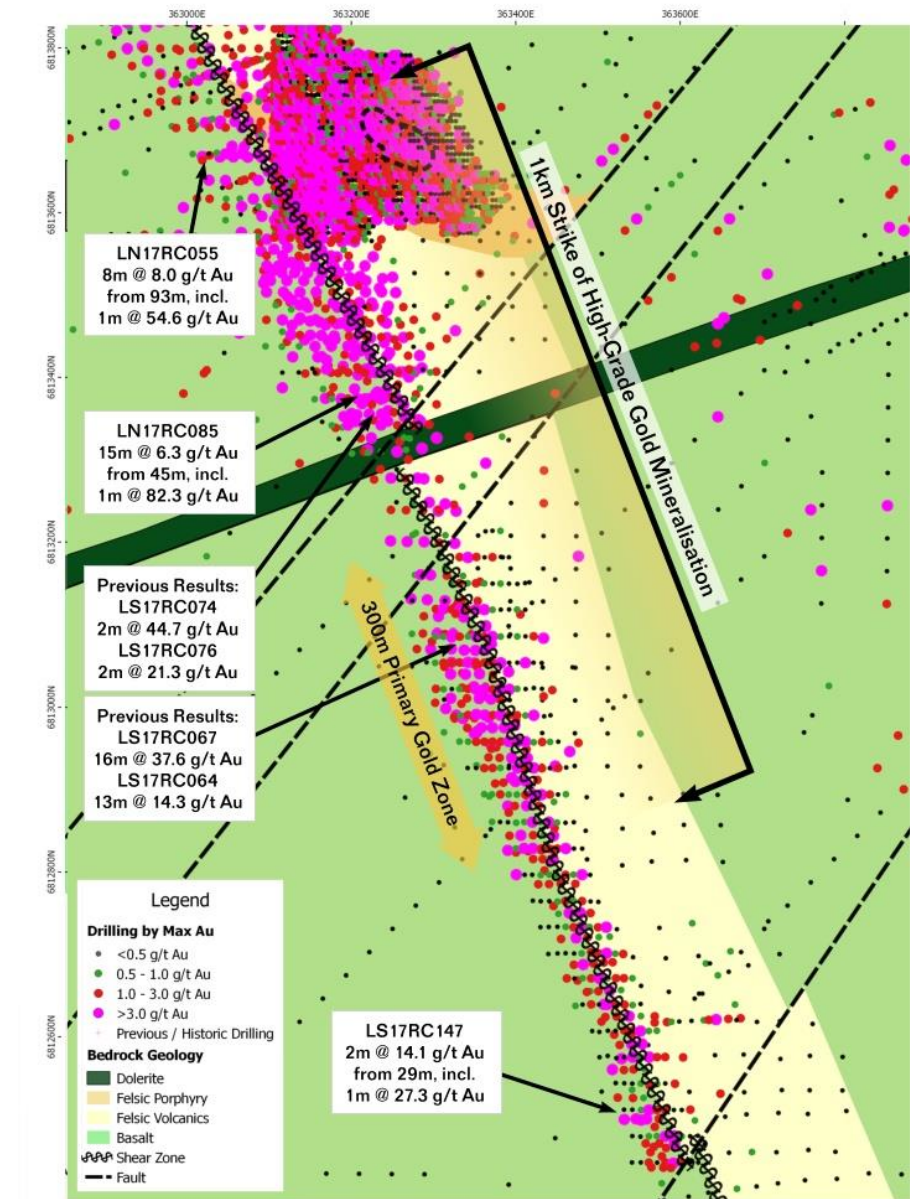 363000E
363200E
363400E
363600E
6813800N
6813600N
6813400N
6813200N
6813000N
6812800N
6812600N
1km Strike of High-Grade Gold Mineralisation
LN17RC055
8m @ 8.0 g/t Au
from 93m, incl.
1m @ 54.6 g/t Au
LN17RC085
15m @ 6.3 g/t Au
from 45m, incl.
1m @ 82.3 g/t Au
Previous Results:
LS17RC074
2m @ 44.7 g/t Au
LS17RC076
2m @ 21.3 g/t Au
300m Primary Gold Zone
Previous Results:
LS17RC067
16m @ 37.6 g/t Au
LS17RC064
13m @ 14.3 g/t Au
LS17RC147
2m @ 14.1 g/t Au
from 29m, incl.
1m @ 27.3 g/t Au
Legend
Drilling by Max Au
<0.5 g/t Au
0.5 - 1.0 g/t Au
1.0 - 3.0 g/t Au
>3.0 g/t Au
Previous / Historic Drilling
Bedrock Geology
Dolerite
Felsic Porphyry
Felsic Volcanics
Basalt
Shear Zone
Fault